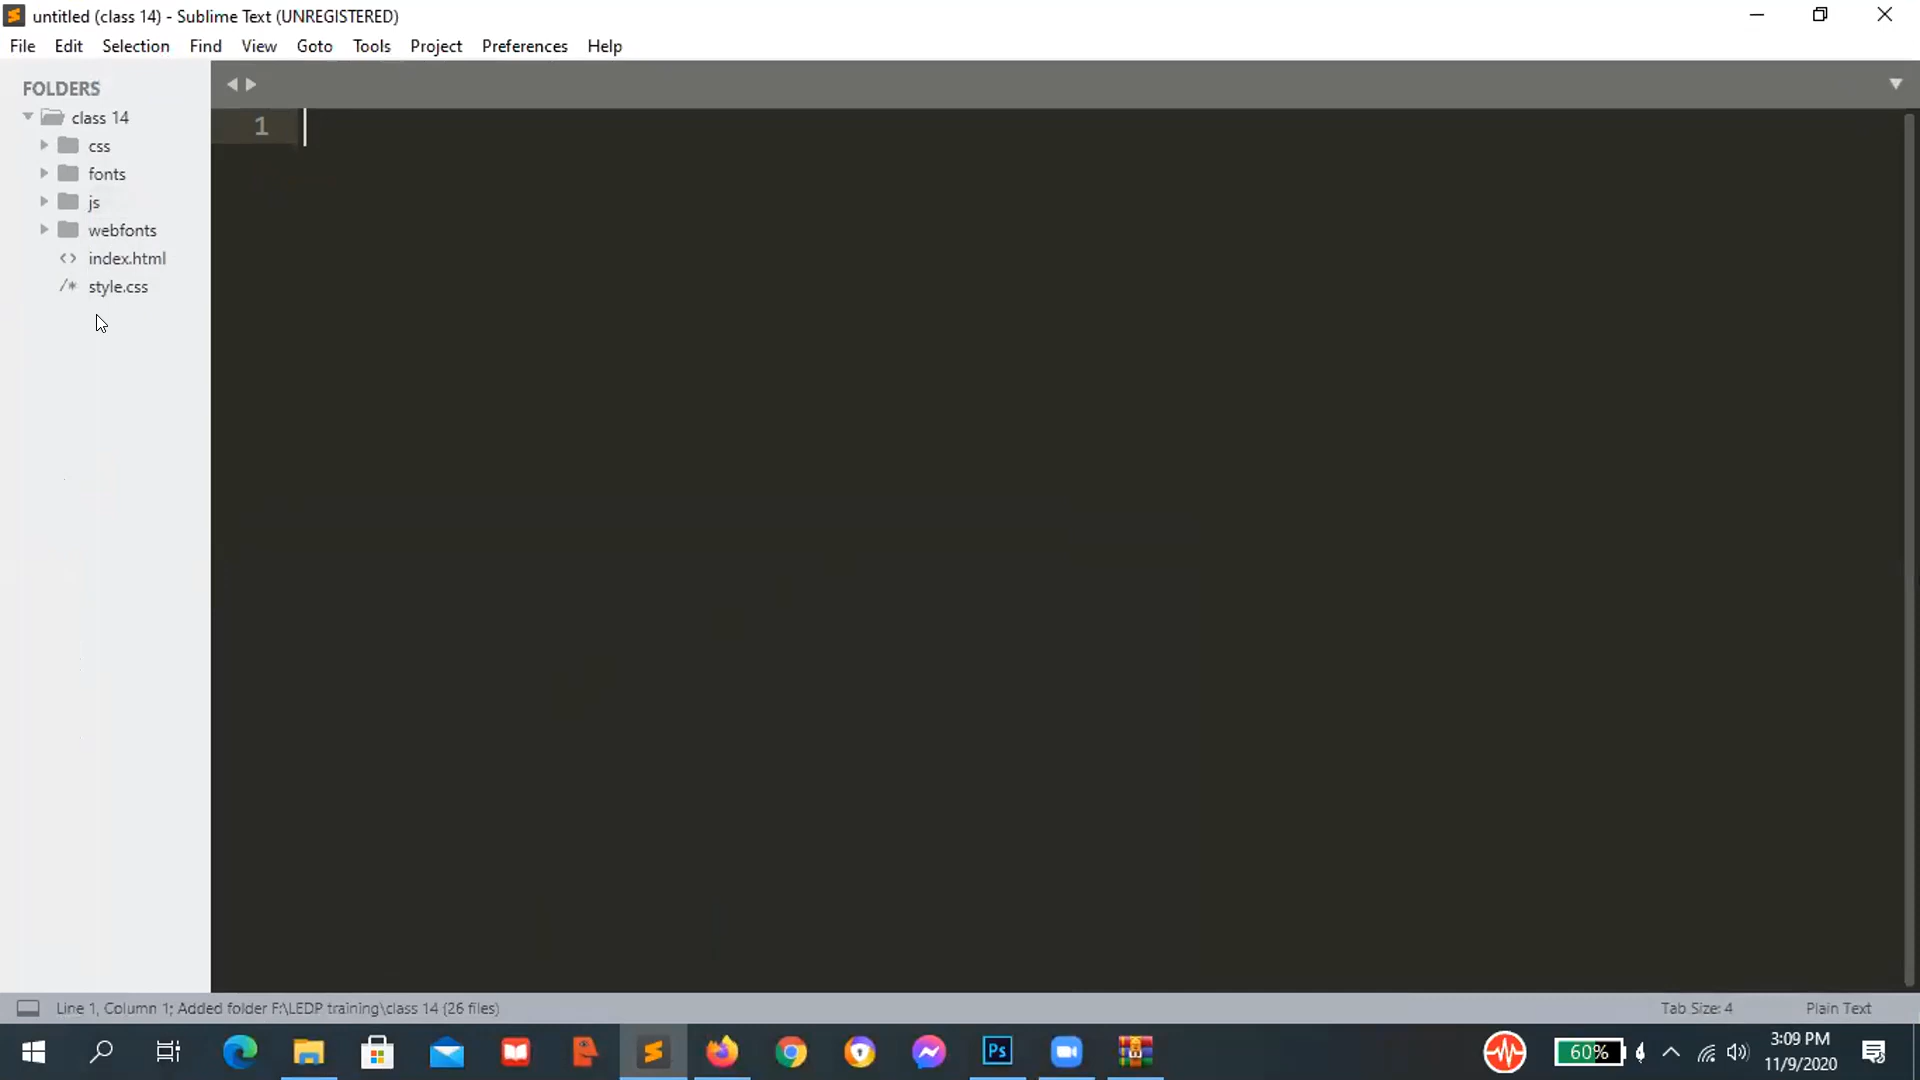 untitled (class 14) - Sublime Text (UNREGISTERED)
File Edit Selection Find View Goto Tools Project Preferences Help
FOLDERS
class 14
css
fonts
js
webfonts
<> index.html
/* style.css
1
Line 1, Column 1; Added folder F:\LEDP training\class 14 (26 files)
Tab Size: 4
Plain Text
Ps
60%
3:09 PM
11/9/2020